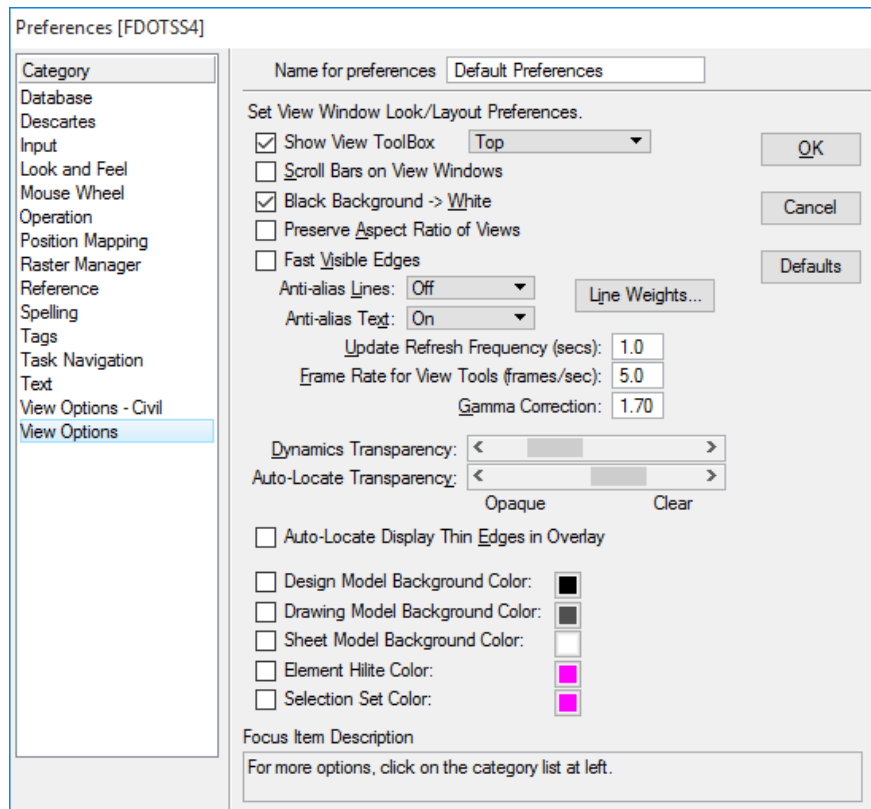 Preferences [FDOTSS4]
Category
Database
Descartes
Input
Look and Feel
Mouse Wheel
Operation
Position Mapping
Raster Manager
Reference
Spelling
Tags
Task Navigation
Text
View Options - Civil
View Options
Name for preferences Default Preferences
Set View Window Look/Layout Preferences.
Show View ToolBox Top
Scroll Bars on View Windows
Black Background -> White
Preserve Aspect Ratio of Views
Fast Visible Edges
Anti-alias Lines: Off
Line Weights...
Anti-alias Text: On
Update Refresh Frequency (secs): 1.0
Frame Rate for View Tools (frames/sec): 5.0
Gamma Correction: 1.70
Dynamics Transparency:
Auto-Locate Transparency:
Opaque Clear
Auto-Locate Display Thin Edges in Overlay
Design Model Background Color:
Drawing Model Background Color:
Sheet Model Background Color:
Element Hilite Color:
Selection Set Color:
Focus Item Description
For more options, click on the category list at left.
OK
Cancel
Defaults